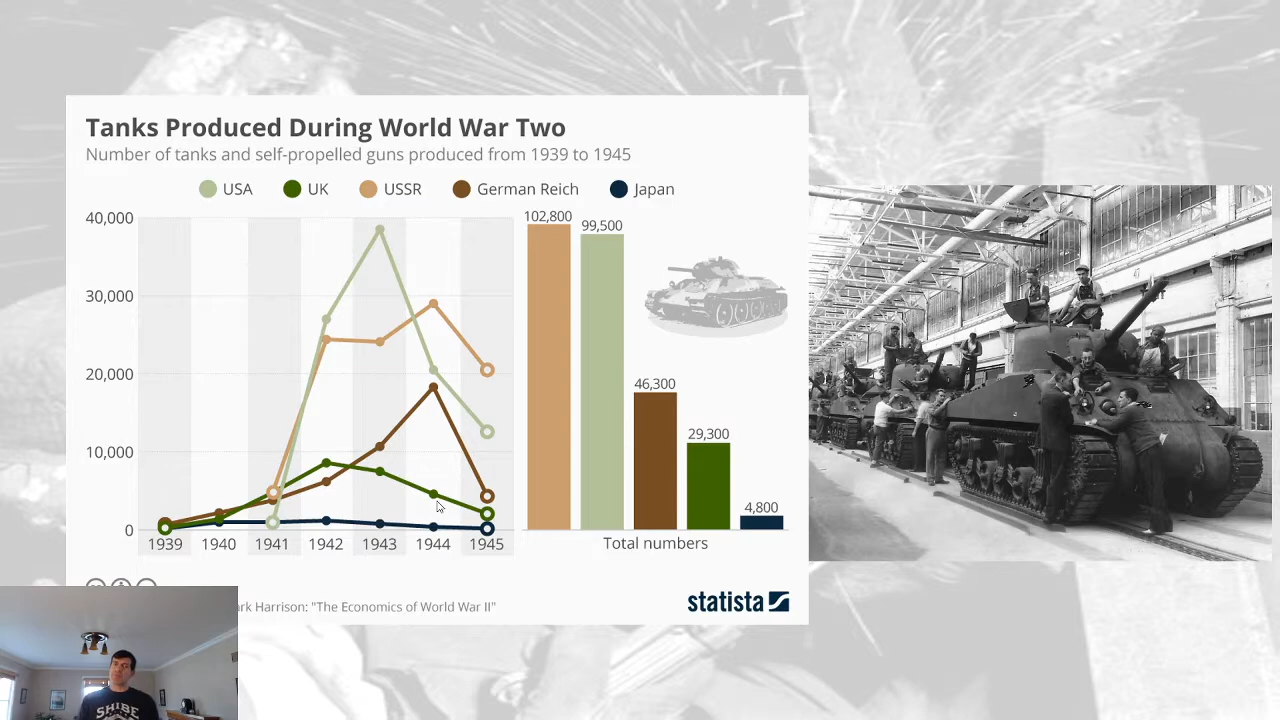 Tanks Produced During World War Two
Number of tanks and self-propelled guns produced from 1939 to 1945
USA UK USSR German Reich Japan
40,000
30,000
20,000
10,000
0
1939 1940 1941 1942 1943 1944 1945
102,800
99,500
46,300
29,300
4,800
Total numbers
Harrison: "The Economics of World War II"
statista
SHIBE